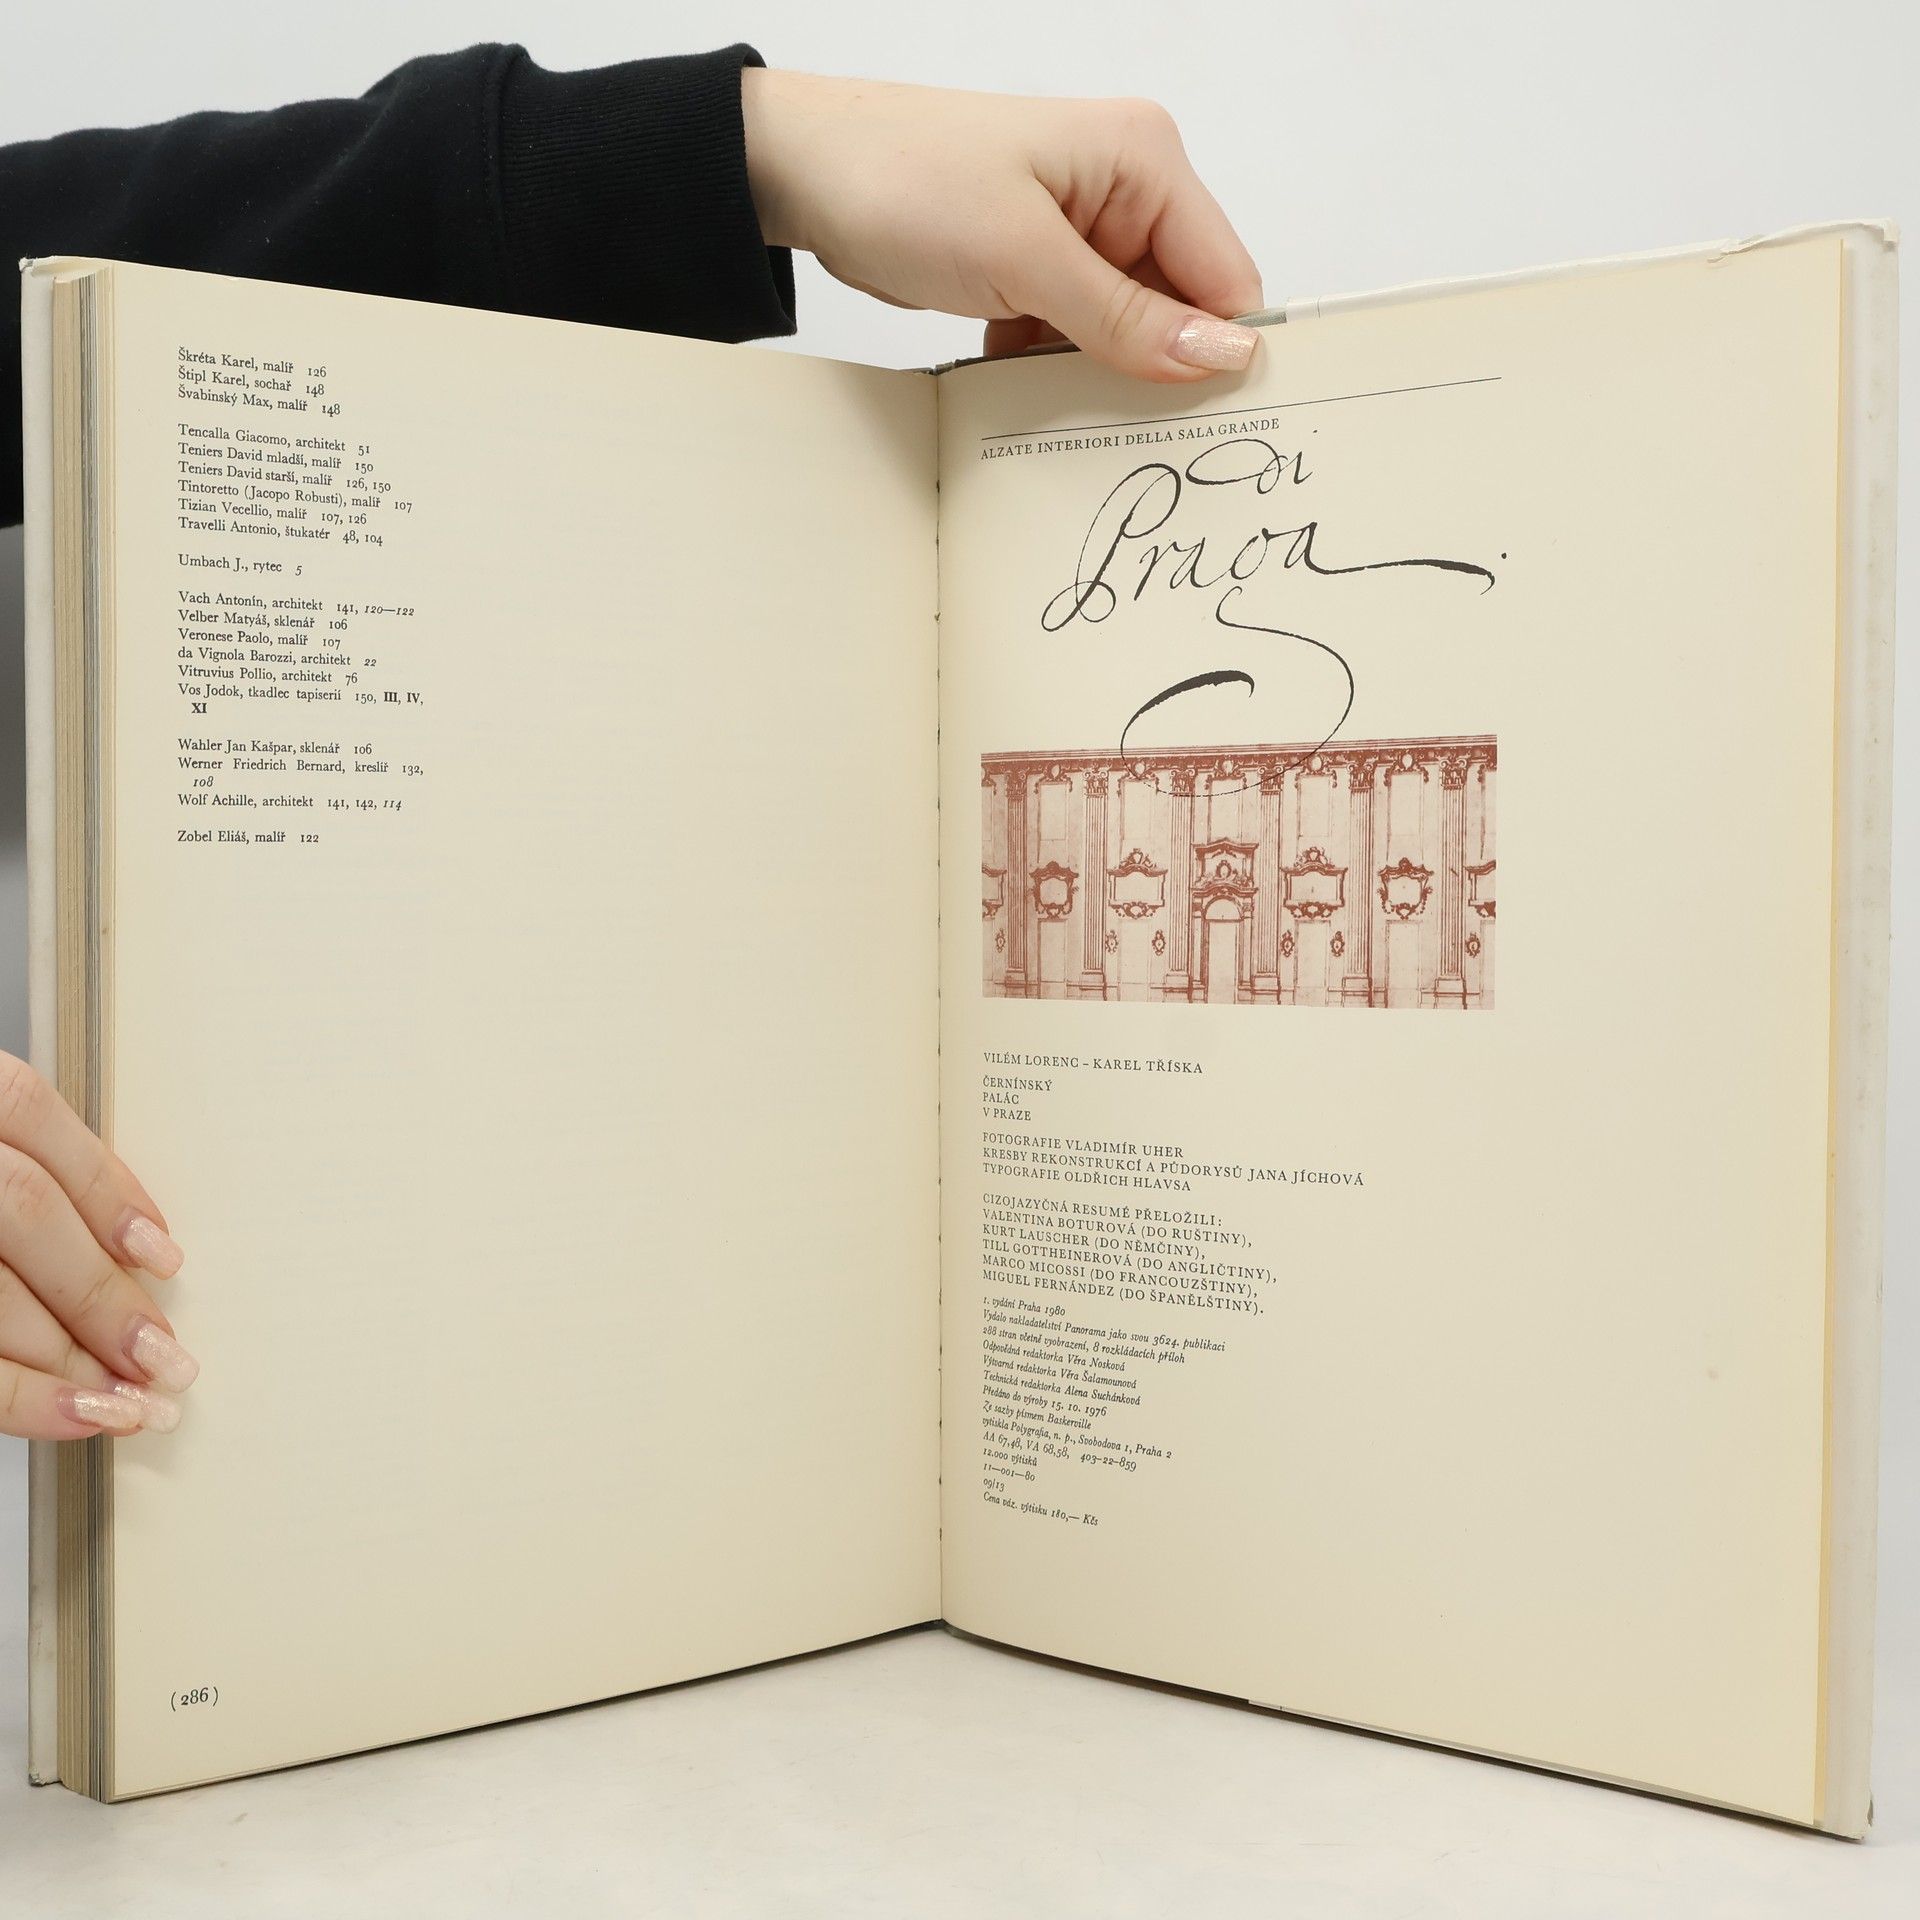 Škréta Karel, malíř 126
Štipl Karel, sochař 148
Švabinský Max, malíř 148
Tencalla Giacomo, architekt 51
Teniers David mladší, malíř 150
Teniers David starší, malíř 126, 150
Tintoretto (Jacopo Robusti), malíř 107
Tizian Vecellio, malíř 107, 126
Travelli Antonio, štukatér 48, 104
Umbach J., rytec 5
Vach Antonín, architekt 141, 120—122
Velber Matyáš, sklenář 106
Veronese Paolo, malíř 107
da Vignola Barozzi, architekt 22
Vitruvius Pollio, architekt 76
Vos Jodok, tkadlec tapiserií 150, III, IV,
XI
Wahler Jan Kašpar, sklenář 106
Werner Friedrich Bernard, kreslíř 132,
108
Wolf Achille, architekt 141, 142, 114
Zobel Eliáš, malíř 122
(286)
ALZATE INTERIORI DELLA SALA GRANDE
di
Praga
VILÉM LORENC – KAREL TŘÍSKA
ČERNÍNSKÝ
PALÁC
V PRAZE
FOTOGRAFIE VLADIMÍR UHER
KRESBY REKONSTRUKCÍ A PŮDORYSŮ JANA JÍCHOVÁ
TYPOGRAFIE OLDŘICH HLAVSA
CIZOJAZYČNÁ RESUMÉ PŘELOŽILI:
VALENTINA BOTUROVÁ (DO RUŠTINY),
KURT LAUSCHER (DO NĚMČINY),
TILL GOTTHEINEROVÁ (DO ANGLIČTINY),
MARCO MICOSSI (DO FRANCOUZŠTINY),
MIGUEL FERNÁNDEZ (DO ŠPANĚLŠTINY).
1. vydání Praha 1980
Vydalo nakladatelství Panorama jako svou 3624. publikaci
288 stran včetně vyobrazení, 8 rozkládacích příloh
Odpovědná redaktorka Věra Nosková
Výtvarná redaktorka Věra Šalamounová
Technická redaktorka Alena Suchánková
Předáno do výroby 15. 10. 1976
Ze sazby písmem Baskerville
vytiskla Polygrafia, n. p., Svobodova 1, Praha 2
AA 67,48, VA 68,58, 403–22–859
12.000 výtisků
11—001—80
09/13
Cena váz. výtisku 180,— Kčs